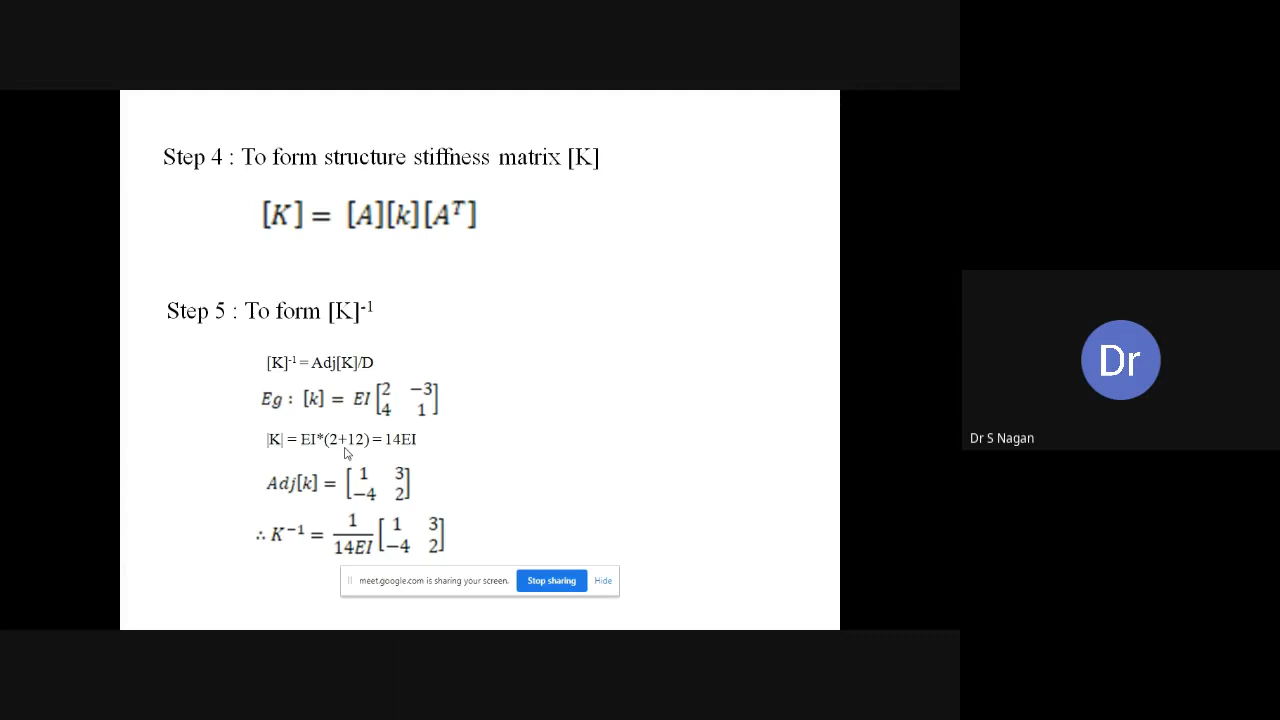 Step 4 : To form structure stiffness matrix [K]
[K] = [A][k][Aᵀ]
Step 5 : To form [K]⁻¹
[K]⁻¹ = Adj[K]/D
Eg : [k] = EI [2 −3
4 1]
|K| = EI*(2+12) = 14EI
Adj[k] = [1 3
−4 2]
∴ K⁻¹ = 1/14EI [1 3
−4 2]
meet.google.com is sharing your screen. Stop sharing Hide
Dr
Dr S Nagan